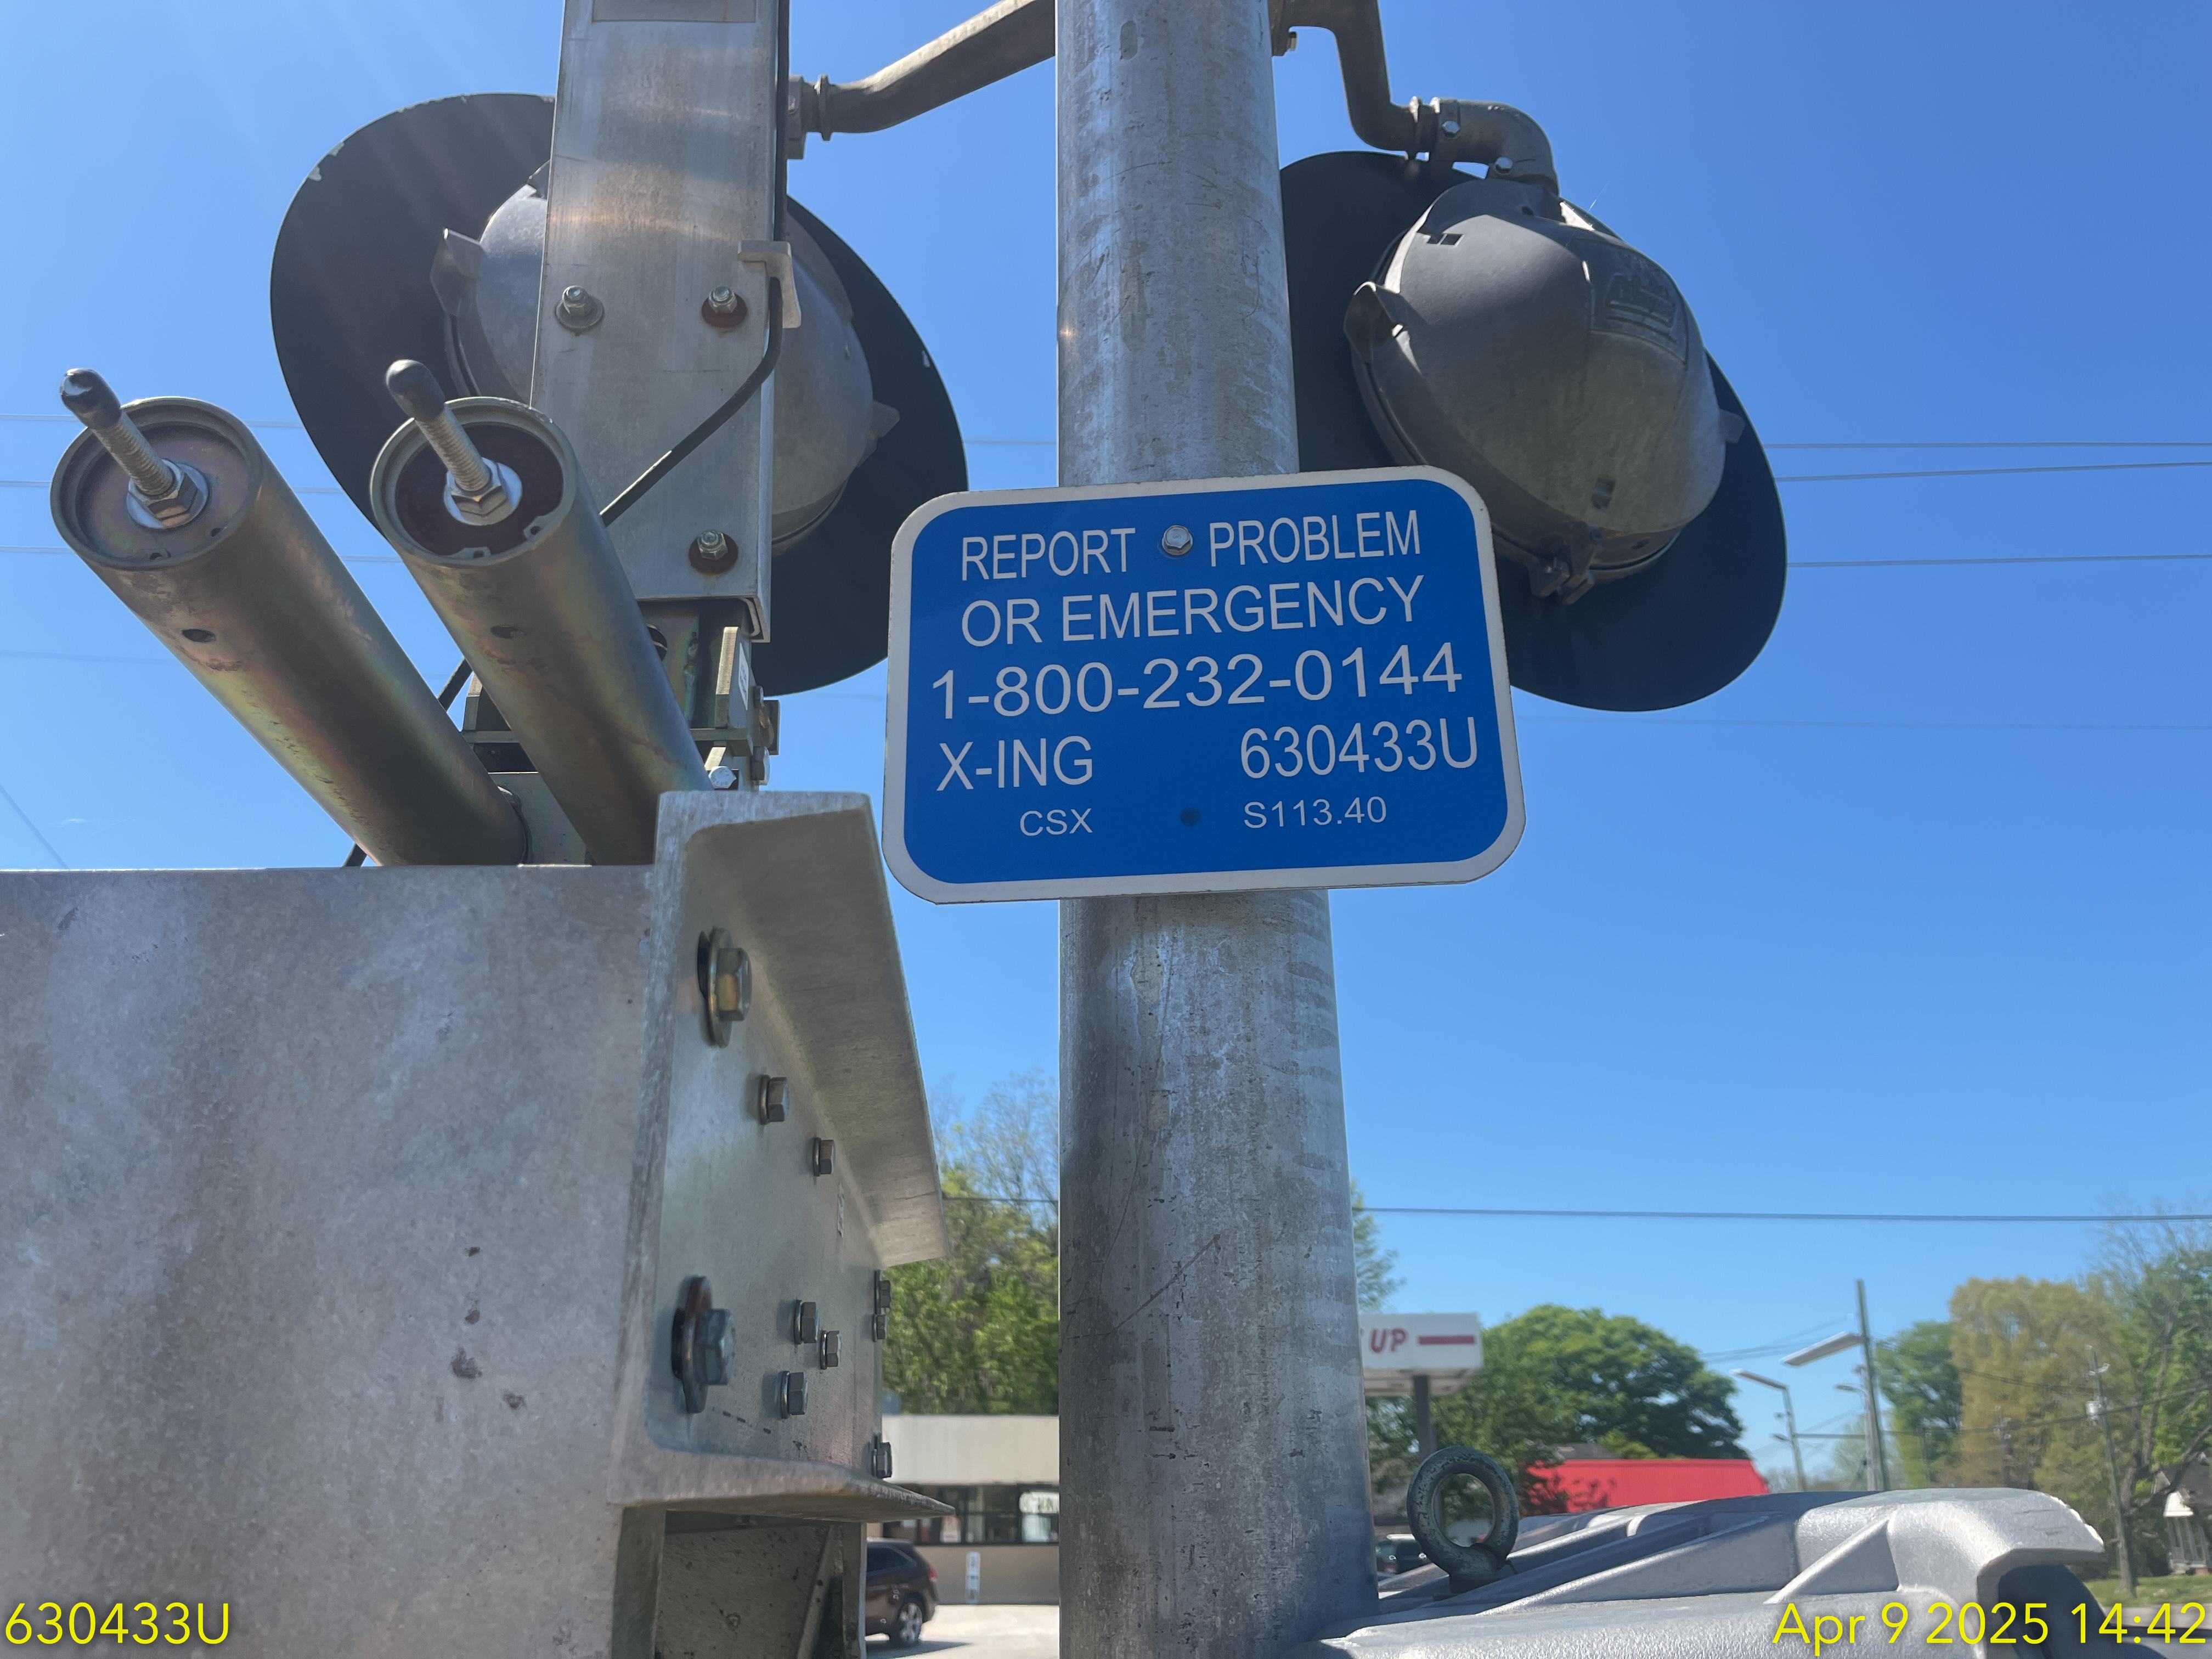 REPORT PROBLEM
OR EMERGENCY
1-800-232-0144
X-ING 630433U
CSX S113.40
UP
630433U
Apr 9 2025 14:42